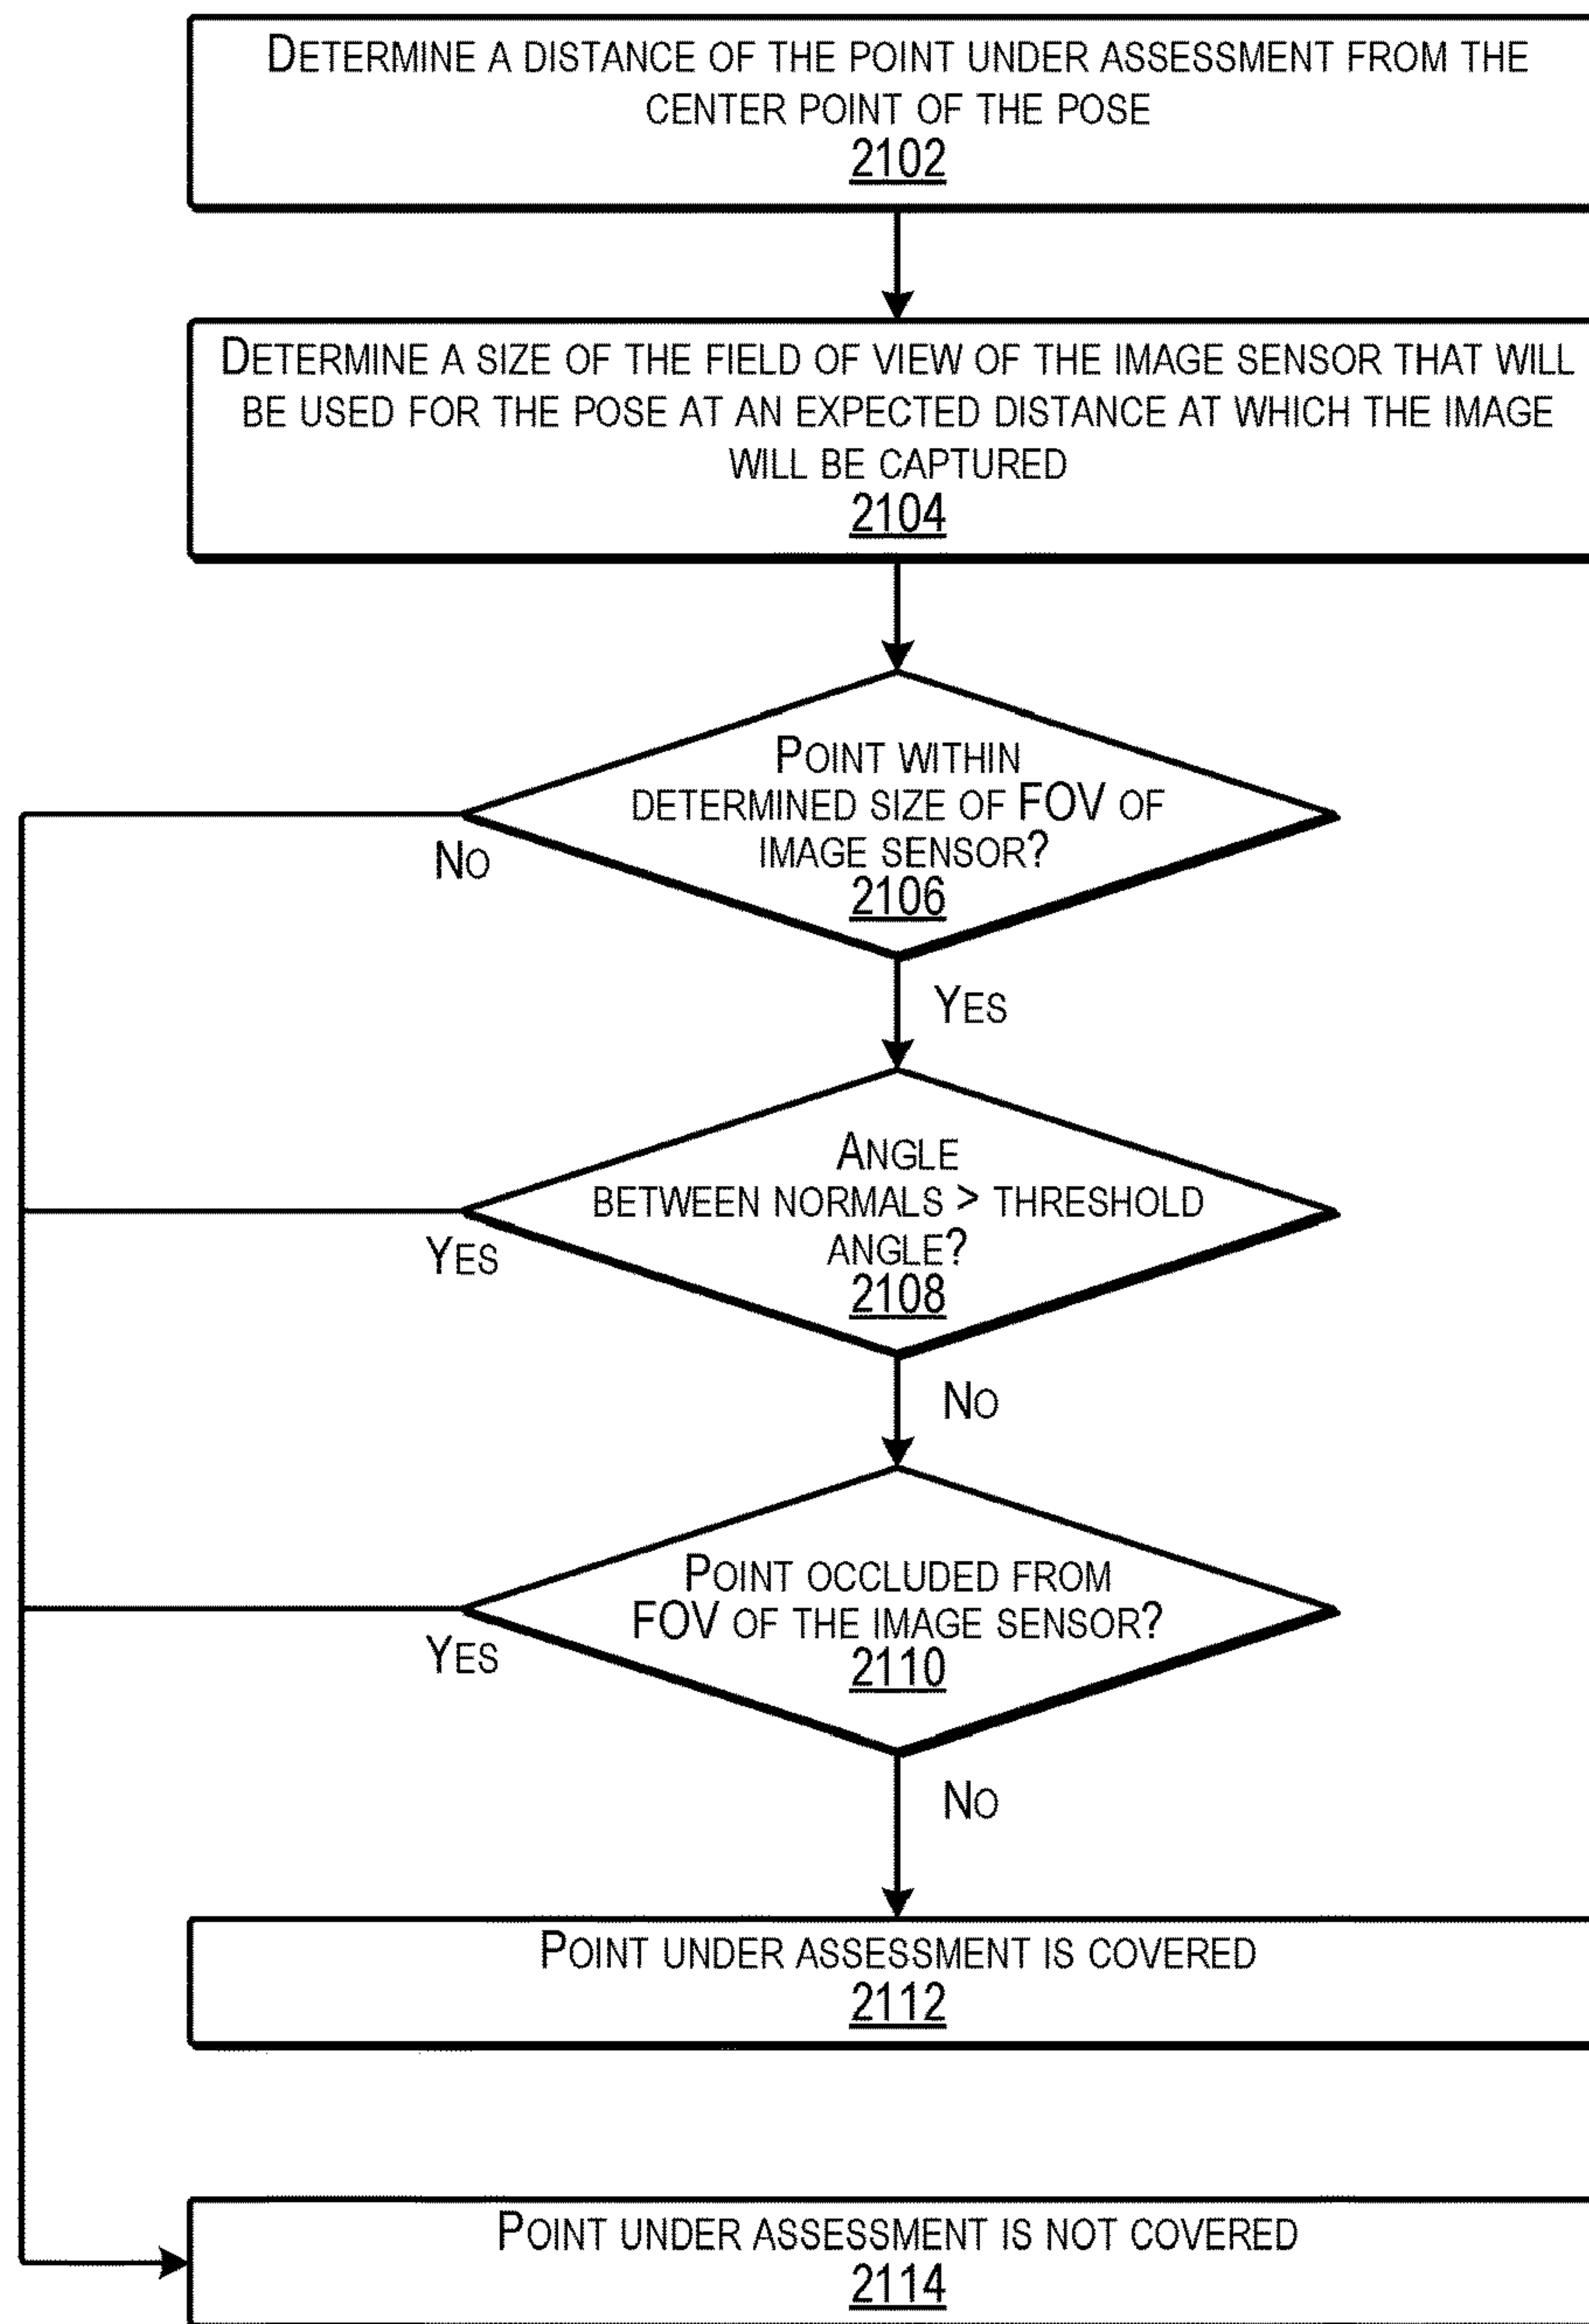 DETERMINE A DISTANCE OF THE POINT UNDER ASSESSMENT FROM THE
CENTER POINT OF THE POSE
2102
DETERMINE A SIZE OF THE FIELD OF VIEW OF THE IMAGE SENSOR THAT WILL
BE USED FOR THE POSE AT AN EXPECTED DISTANCE AT WHICH THE IMAGE
WILL BE CAPTURED
2104
POINT WITHIN
DETERMINED SIZE OF FOV OF
IMAGE SENSOR?
2106
NO
YES
ANGLE
BETWEEN NORMALS > THRESHOLD
ANGLE?
2108
YES
NO
POINT OCCLUDED FROM
FOV OF THE IMAGE SENSOR?
2110
YES
NO
POINT UNDER ASSESSMENT IS COVERED
2112
POINT UNDER ASSESSMENT IS NOT COVERED
2114